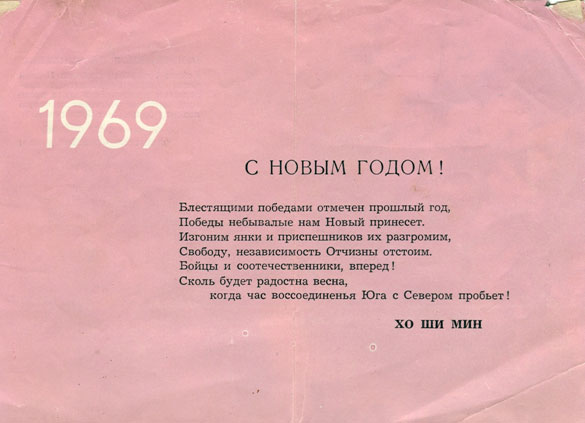 1969
С НОВЫМ ГОДОМ!
Блестящими победами отмечен прошлый год,
Победы небывалые нам Новый принесет.
Изгоним янки и приспешников их разгромим,
Свободу, независимость Отчизны отстоим.
Бойцы и соотечественники, вперед!
Сколь будет радостна весна,
когда час воссоединенья Юга с Севером пробьет!
ХО ШИ МИН